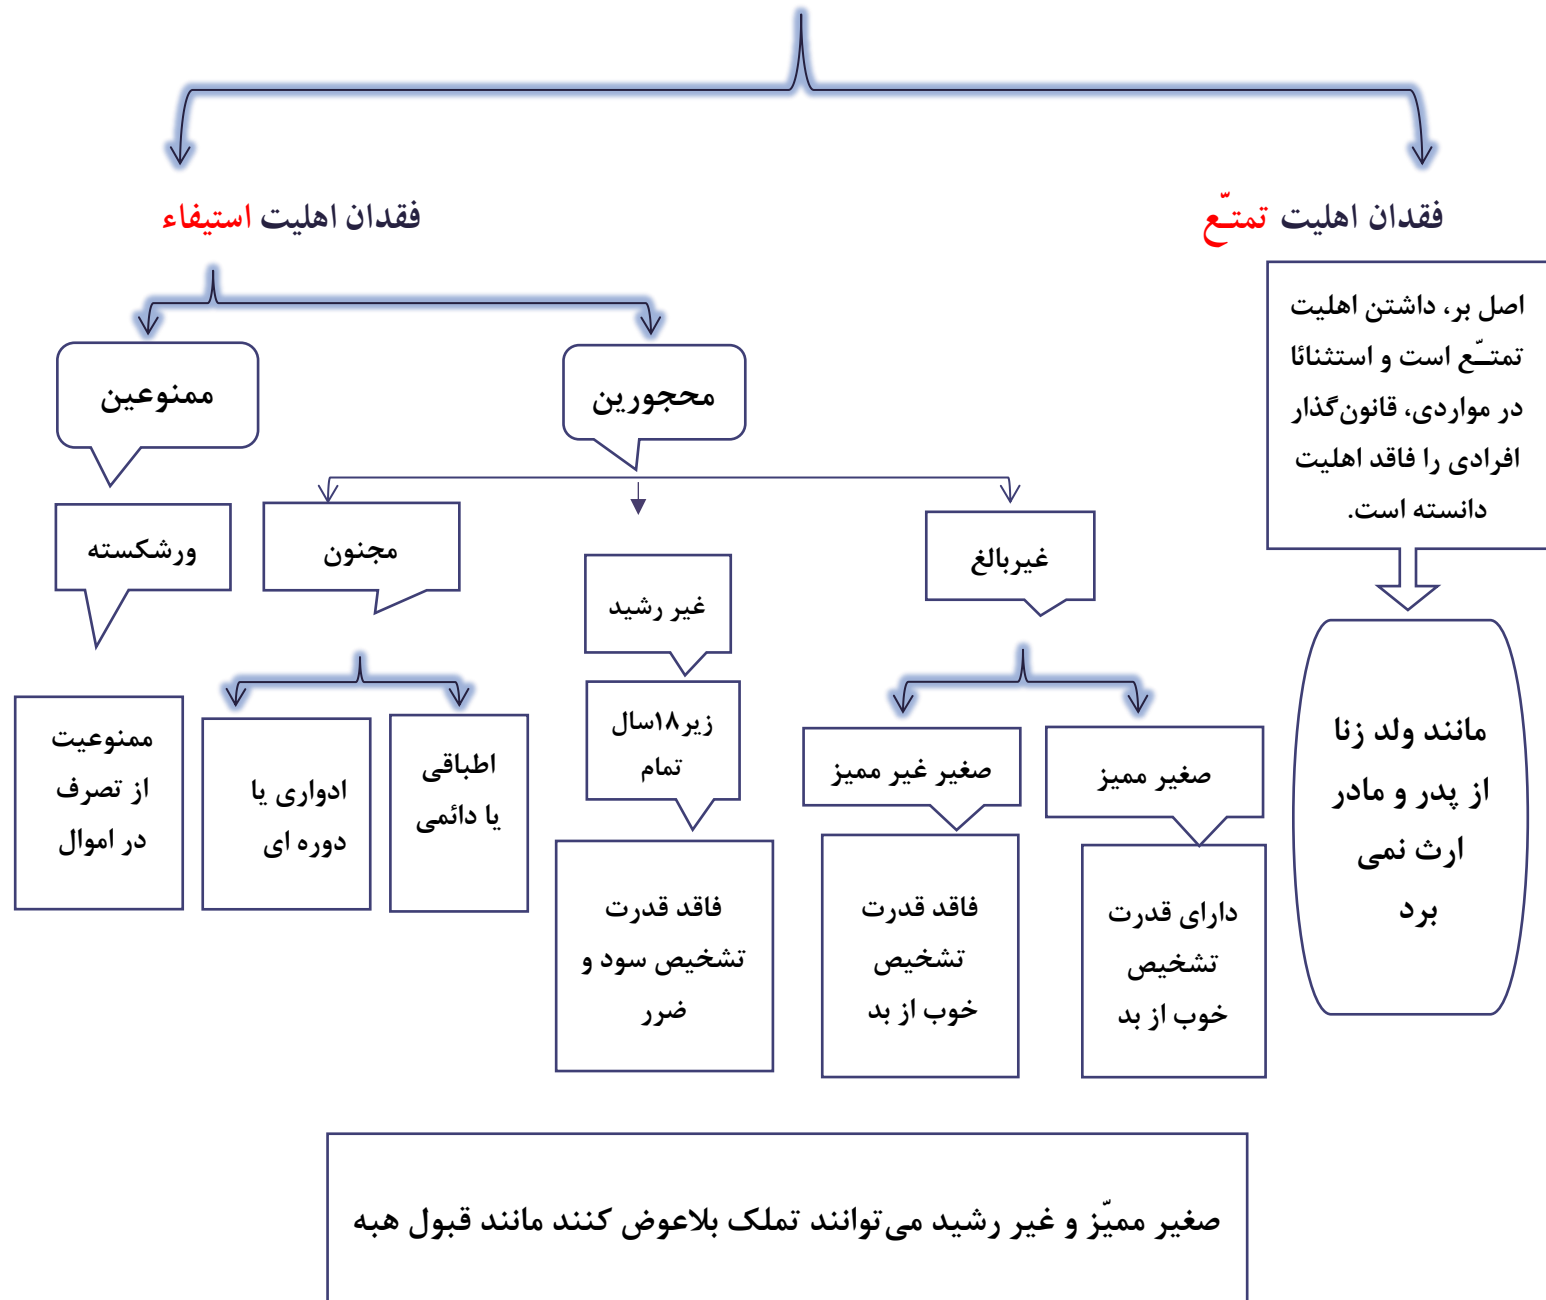 فقدان اهلیت تمتـّع
فقدان اهلیت استیفاء
اصل بر، داشتن اهلیت
تمتـّع است و استثنائا
در مواردی، قانون‌گذار
افرادی را فاقد اهلیت
دانسته است.
مانند ولد زنا
از پدر و مادر
ارث نمی
برد
محجورین
ممنوعین
غیربالغ
غیر رشید
مجنون
ورشکسته
صغیر ممیز
صغیر غیر ممیز
زیر۱۸سال
تمام
اطباقی
یا دائمی
ادواری یا
دوره ای
ممنوعیت
از تصرف
در اموال
دارای قدرت
تشخیص
خوب از بد
فاقد قدرت
تشخیص
خوب از بد
فاقد قدرت
تشخیص سود و
ضرر
صغیر ممیّز و غیر رشید می‌توانند تملک بلاعوض کنند مانند قبول هبه